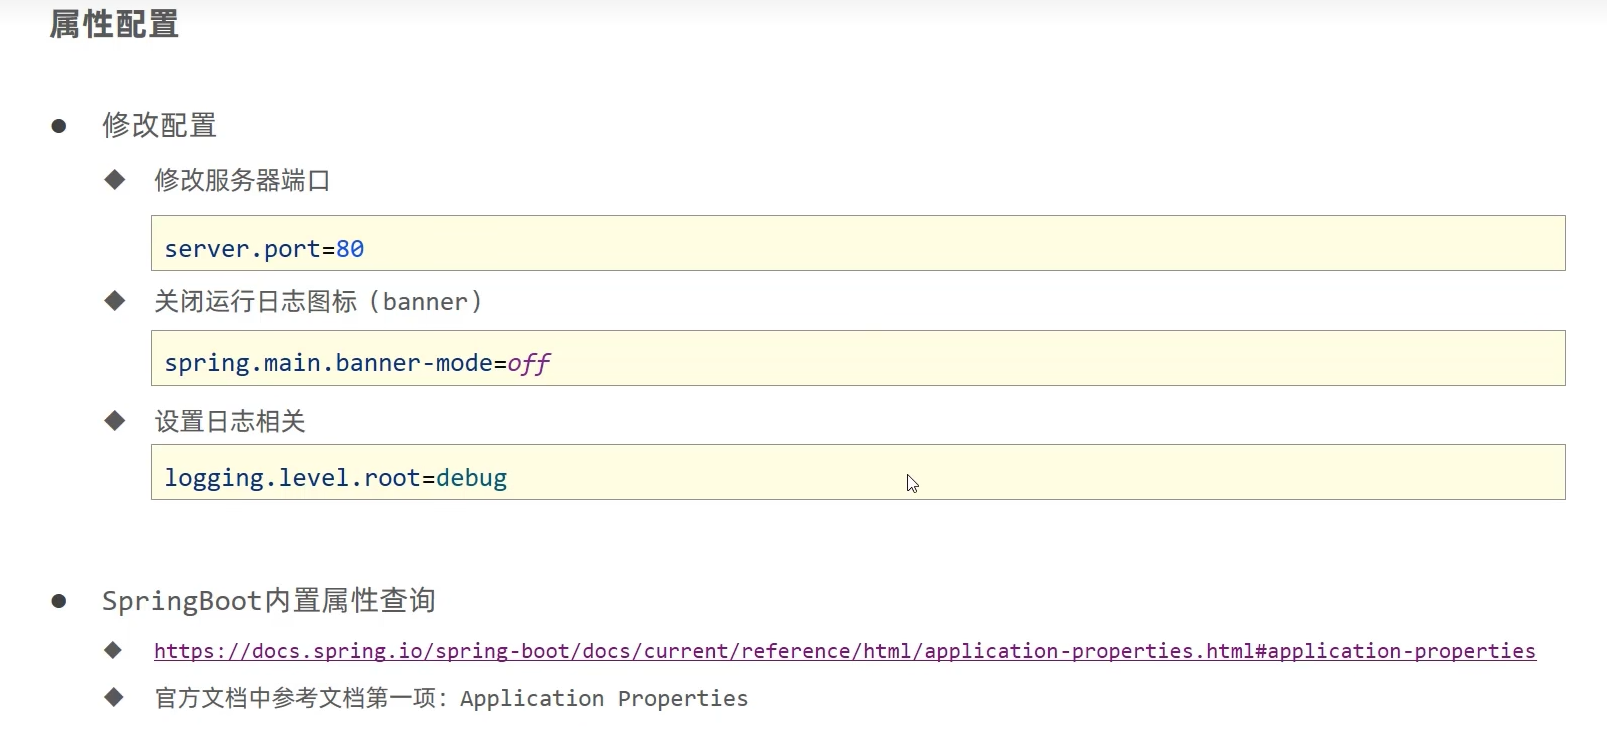 属性配置
修改配置
修改服务器端口
server.port=80
关闭运行日志图标（banner）
spring.main.banner-mode=off
设置日志相关
logging.level.root=debug
SpringBoot内置属性查询
https://docs.spring.io/spring-boot/docs/current/reference/html/application-properties.html#application-properties
官方文档中参考文档第一项：Application Properties